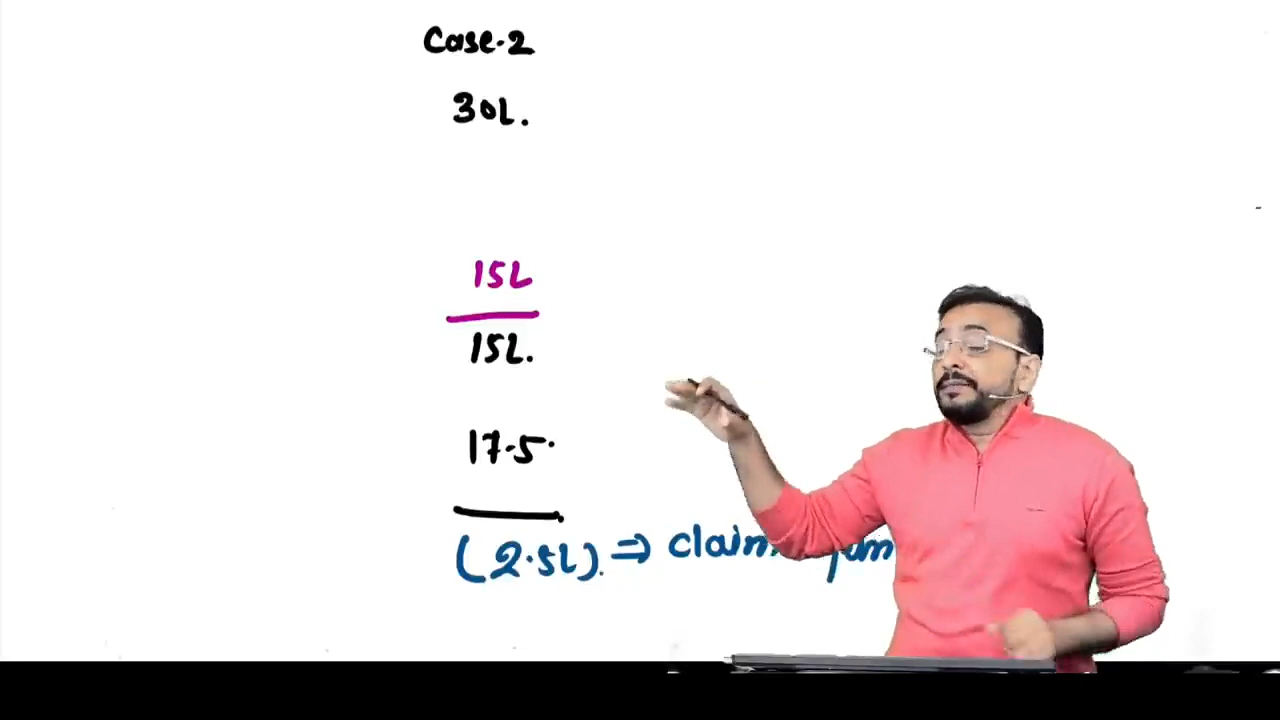 Case-2
30L.
15L
15L.
17.5.
(2.5L). ⇒ claim